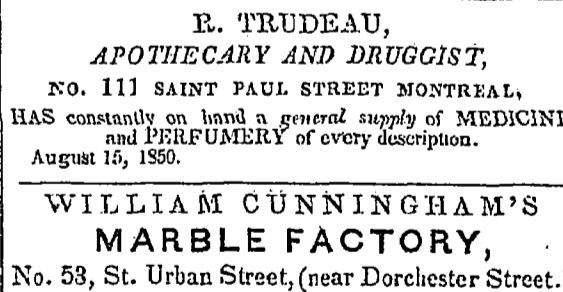 R. TRUDEAU,
APOTHECARY AND DRUGGIST,
NO. 111 SAINT PAUL STREET MONTREAL,
HAS constantly on hand a general supply of MEDICINE
and PERFUMERY of every description.
August 15, 1850.
WILLIAM CUNNINGHAM'S
MARBLE FACTORY,
No. 53, St. Urban Street, (near Dorchester Street.